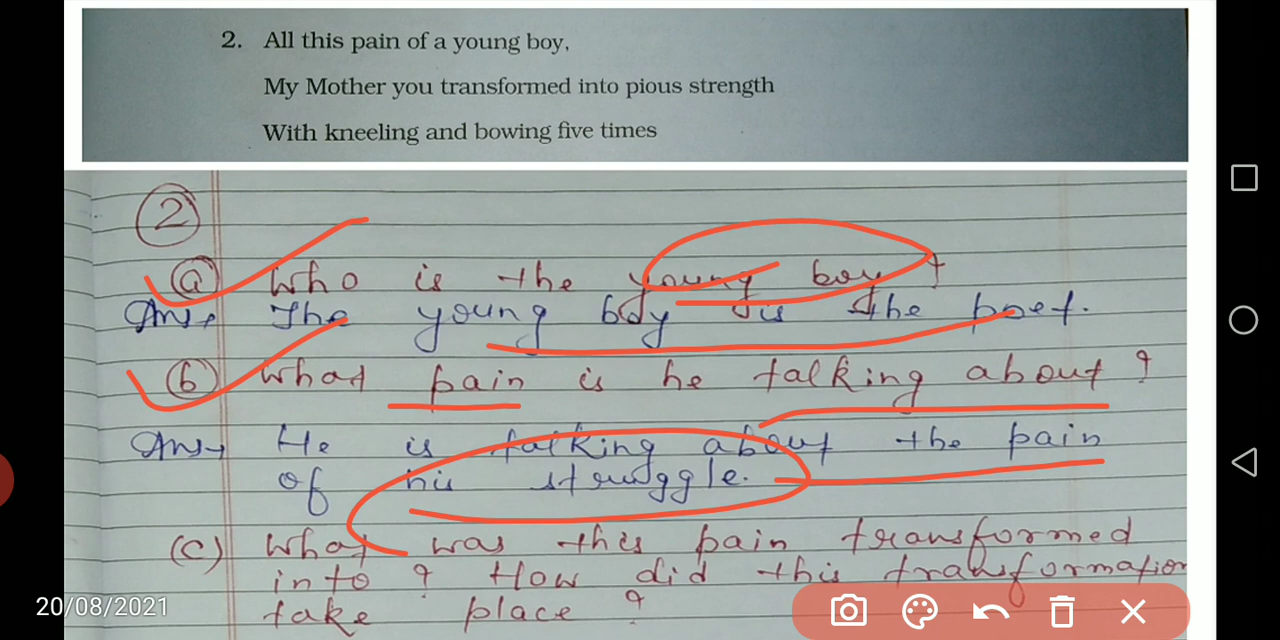 2. All this pain of a young boy,
My Mother you transformed into pious strength
With kneeling and bowing five times
2
(a) Who is the young boy?
Ans, The young boy is the poet.
(b) What pain is he talking about?
Ans, He is talking about the pain
of his struggle.
(c) What was this pain transformed
into? How did this transformation
take place?
20/08/2021